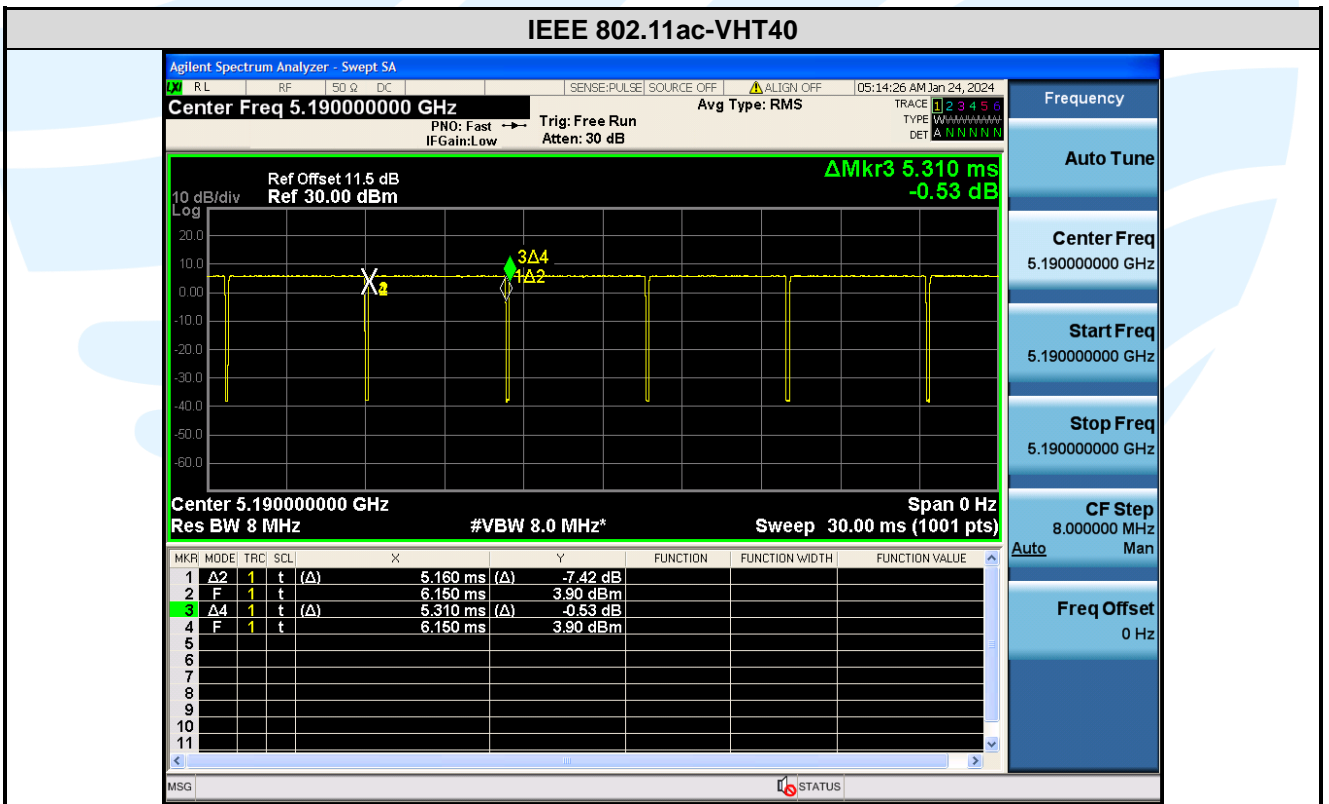 IEEE 802.11ac-VHT40
Agilent Spectrum Analyzer - Swept SA
LXI RL RF 50 Ω DC SENSE:PULSE SOURCE OFF ALIGN OFF 05:14:26 AM Jan 24, 2024
Center Freq 5.190000000 GHz
PNO: Fast
IFGain:Low
Trig: Free Run
Atten: 30 dB
Avg Type: RMS
TRACE 1 2 3 4 5 6
TYPE
DET A N N N N N
ΔMkr3 5.310 ms
-0.53 dB
Ref Offset 11.5 dB
10 dB/div Ref 30.00 dBm
Log
20.0
10.0
0.00
-10.0
-20.0
-30.0
-40.0
-50.0
-60.0
3Δ4
1Δ2
Center 5.190000000 GHz Span 0 Hz
Res BW 8 MHz #VBW 8.0 MHz* Sweep 30.00 ms (1001 pts)
MKR MODE TRC SCL X Y FUNCTION FUNCTION WIDTH FUNCTION VALUE
1 Δ2 1 t (Δ) 5.160 ms (Δ) -7.42 dB
2 F 1 t 6.150 ms 3.90 dBm
3 Δ4 1 t (Δ) 5.310 ms (Δ) -0.53 dB
4 F 1 t 6.150 ms 3.90 dBm
5
6
7
8
9
10
11
MSG STATUS
Frequency
Auto Tune
Center Freq
5.190000000 GHz
Start Freq
5.190000000 GHz
Stop Freq
5.190000000 GHz
CF Step
8.000000 MHz
Auto Man
Freq Offset
0 Hz